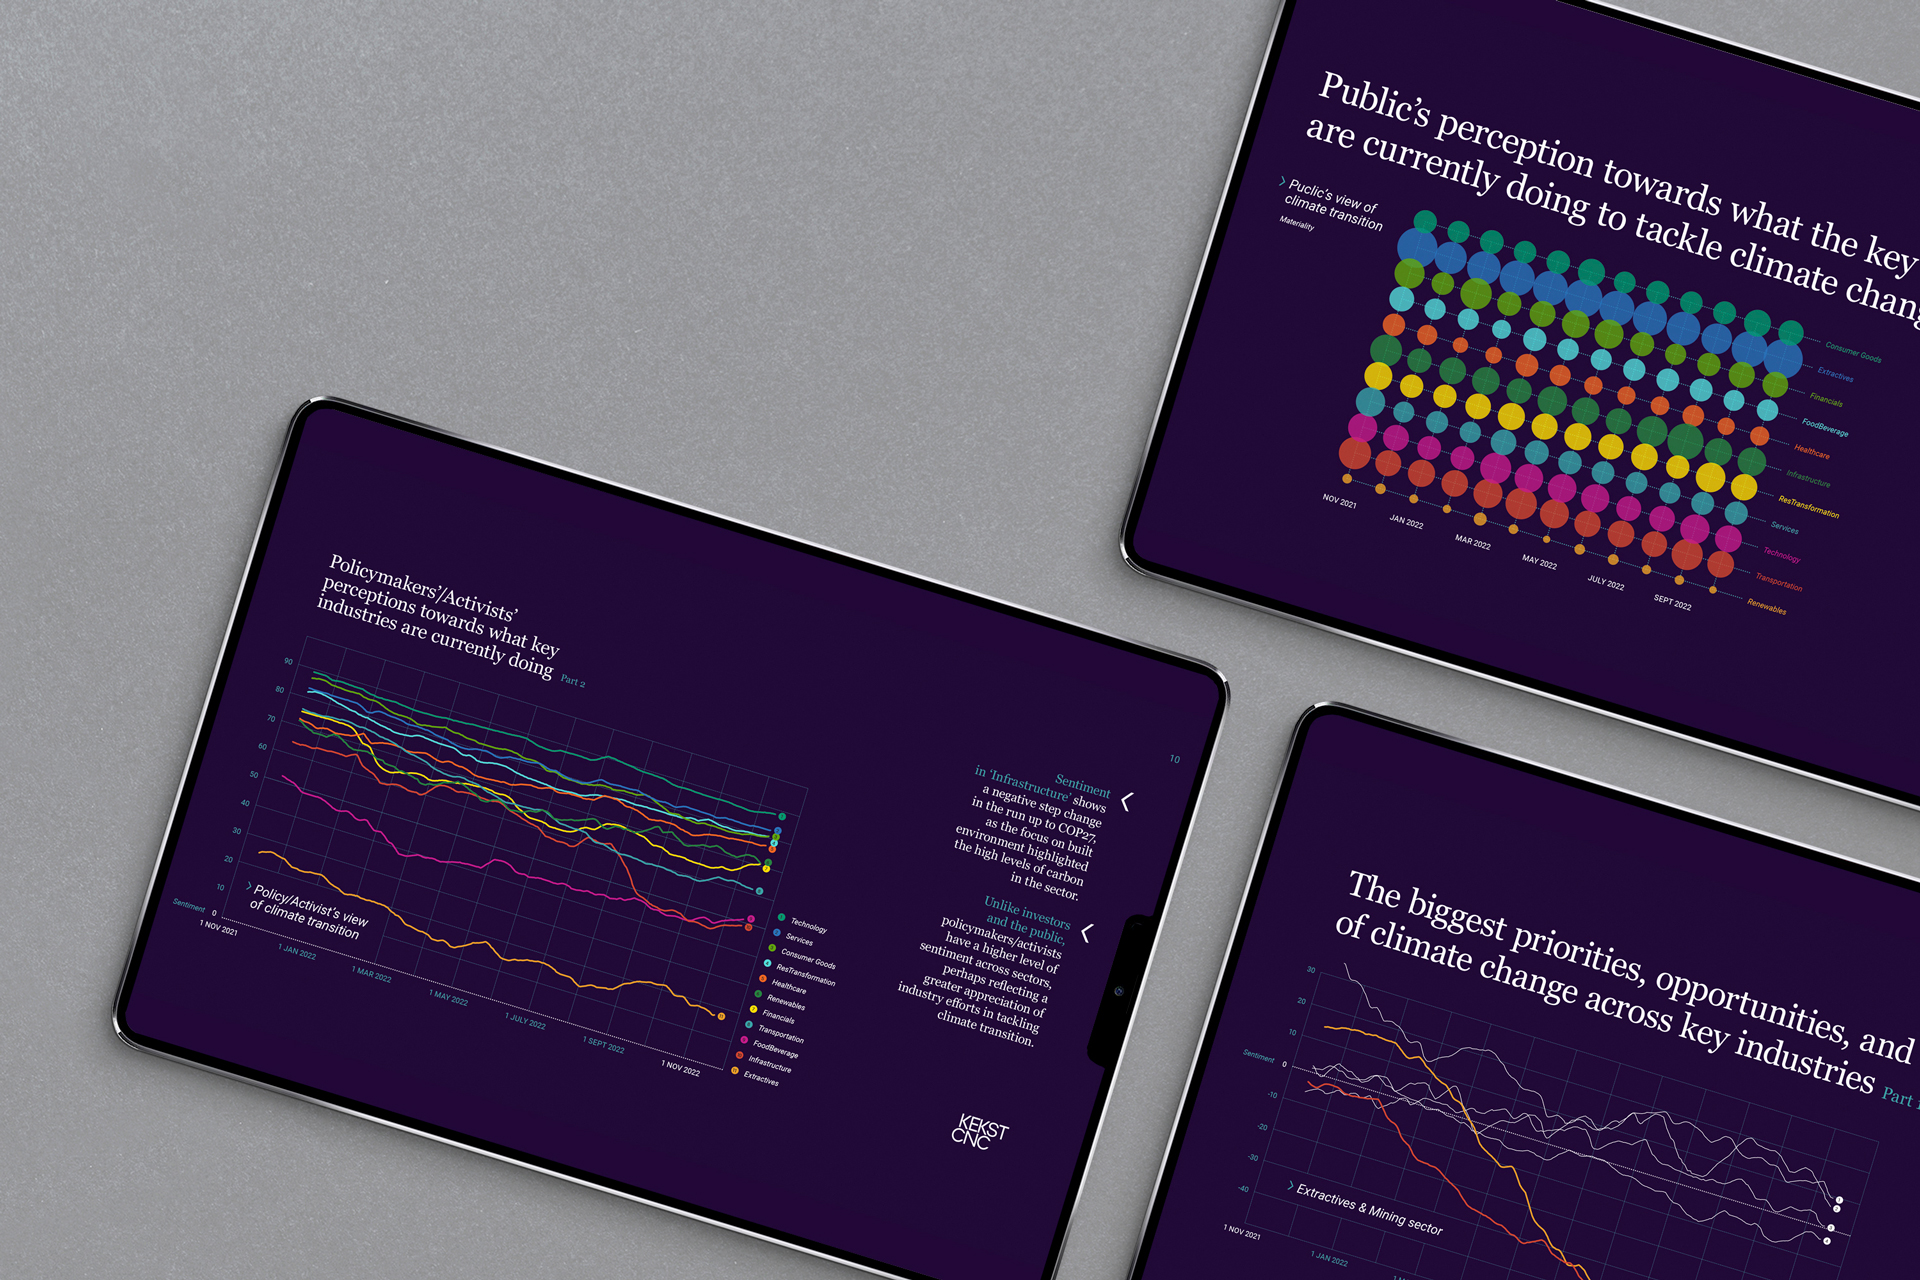 Public's perception towards what the key
are currently doing to tackle climate chang
Puclic's view of
climate transition
Materiality
Consumer Goods
Extractives
Financials
FoodBeverage
Healthcare
Infrastructure
ResTransformation
Services
Technology
Transportation
Renewables
NOV 2021
JAN 2022
MAR 2022
MAY 2022
JULY 2022
SEPT 2022
Policymakers'/Activists'
perceptions towards what key
industries are currently doing Part 2
90
80
70
60
50
40
30
20
10
0
Sentiment
Policy/Activist's view
of climate transition
1 NOV 2021
1 JAN 2022
1 MAR 2022
1 MAY 2022
1 JULY 2022
1 SEPT 2022
1 NOV 2022
Technology
Services
Consumer Goods
ResTransformation
Healthcare
Renewables
Financials
Transportation
FoodBeverage
Infrastructure
Extractives
10
Sentiment
in 'Infrastructure' shows
a negative step change
in the run up to COP27,
as the focus on built
environment highlighted
the high levels of carbon
in the sector.
Unlike investors
and the public,
policymakers/activists
have a higher level of
sentiment across sectors,
perhaps reflecting a
greater appreciation of
industry efforts in tackling
climate transition.
KEKST
CNC
The biggest priorities, opportunities, and
of climate change across key industries Part 1
30
20
10
0
Sentiment
-10
-20
-30
-40
Extractives & Mining sector
1 NOV 2021
1 JAN 2022